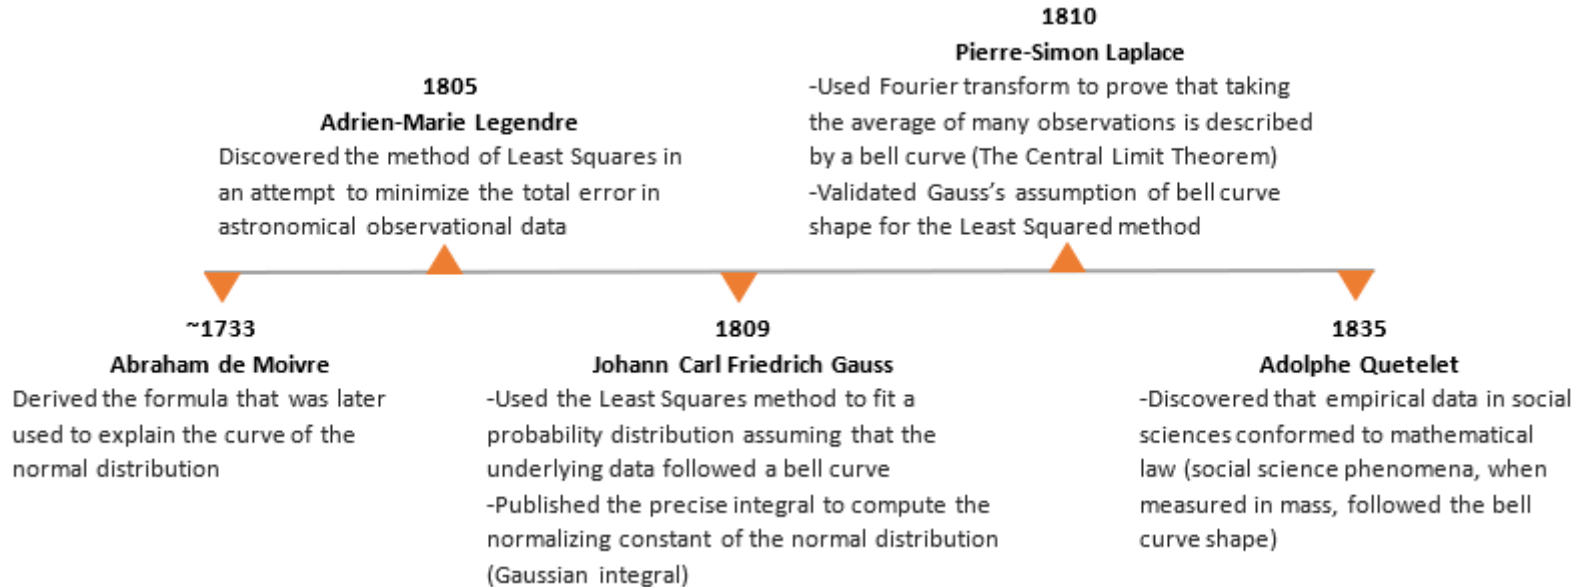 1810
Pierre-Simon Laplace
-Used Fourier transform to prove that taking
the average of many observations is described
by a bell curve (The Central Limit Theorem)
-Validated Gauss's assumption of bell curve
shape for the Least Squared method
1805
Adrien-Marie Legendre
Discovered the method of Least Squares in
an attempt to minimize the total error in
astronomical observational data
~1733
Abraham de Moivre
Derived the formula that was later
used to explain the curve of the
normal distribution
1809
Johann Carl Friedrich Gauss
-Used the Least Squares method to fit a
probability distribution assuming that the
underlying data followed a bell curve
-Published the precise integral to compute the
normalizing constant of the normal distribution
(Gaussian integral)
1835
Adolphe Quetelet
-Discovered that empirical data in social
sciences conformed to mathematical
law (social science phenomena, when
measured in mass, followed the bell
curve shape)